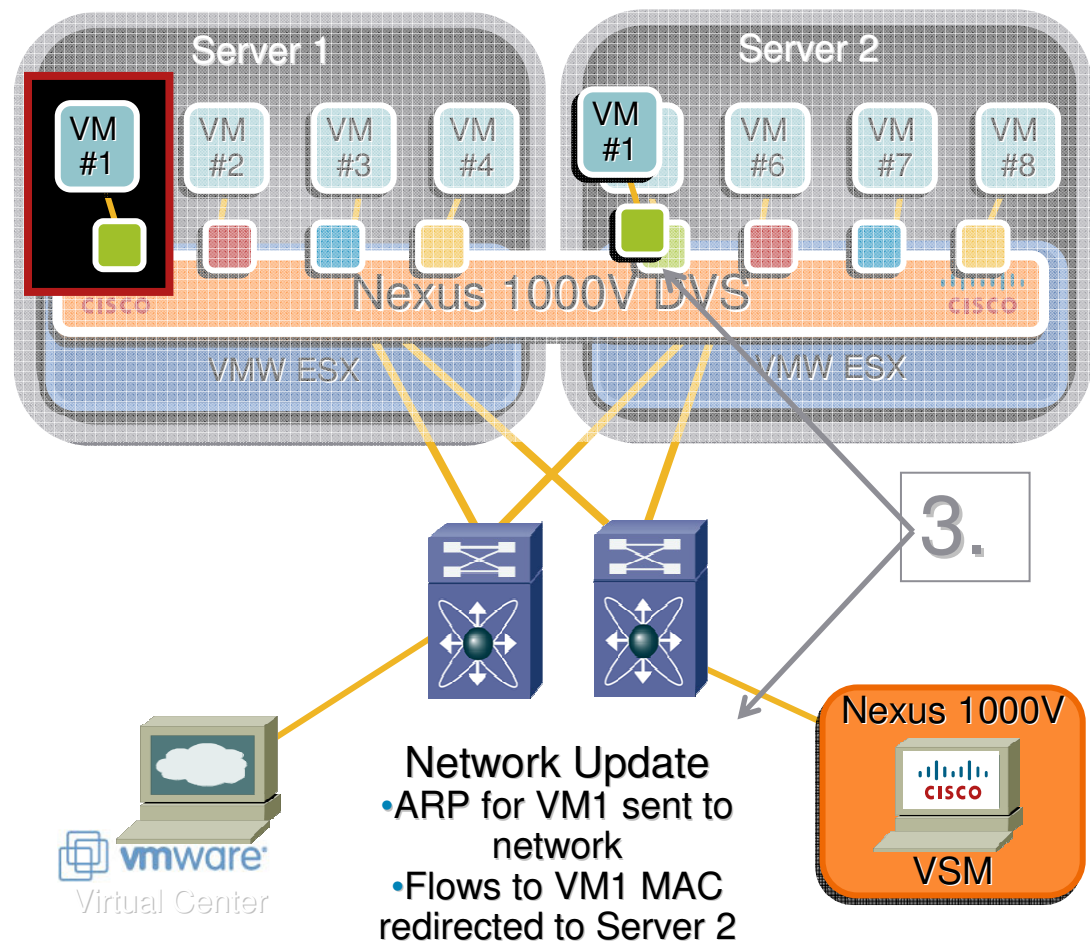 Server 1
Server 2
VM
#1
VM
#2
VM
#3
VM
#4
VM
#1
VM
#6
VM
#7
VM
#8
CISCO
Nexus 1000V DVS
CISCO
VMW ESX
VMW ESX
3.
Nexus 1000V
CISCO
VSM
vmware
Virtual Center
Network Update
•ARP for VM1 sent to
network
•Flows to VM1 MAC
redirected to Server 2